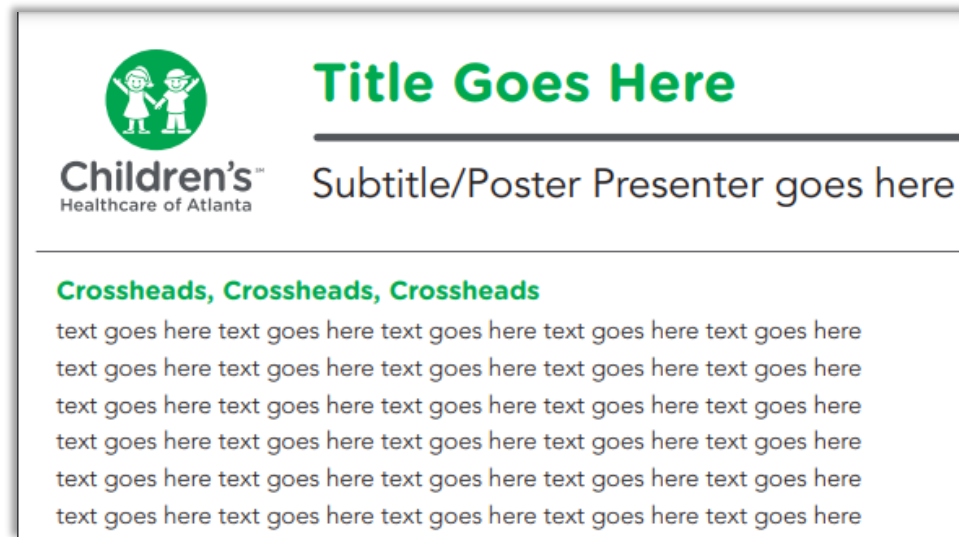 Title Goes Here
Children's℠
Healthcare of Atlanta
Subtitle/Poster Presenter goes here
Crossheads, Crossheads, Crossheads
text goes here text goes here text goes here text goes here text goes here
text goes here text goes here text goes here text goes here text goes here
text goes here text goes here text goes here text goes here text goes here
text goes here text goes here text goes here text goes here text goes here
text goes here text goes here text goes here text goes here text goes here
text goes here text goes here text goes here text goes here text goes here